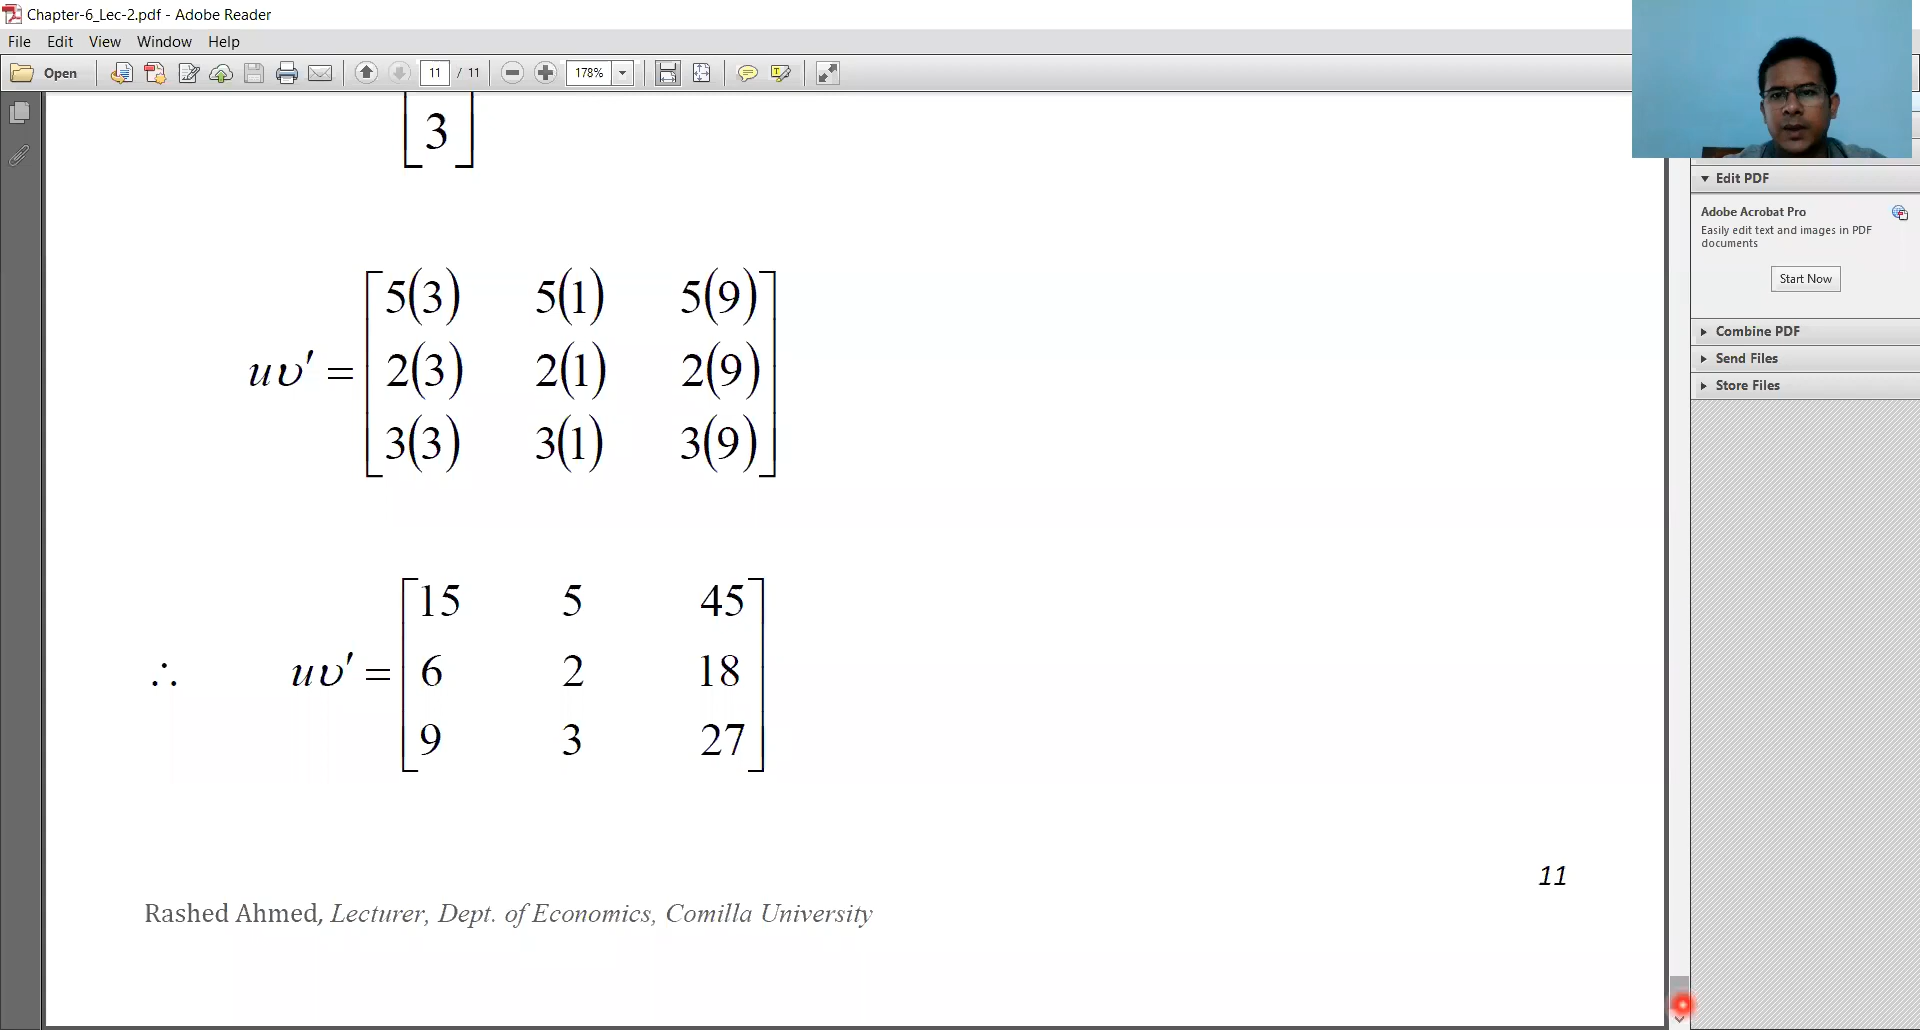 Chapter-6_Lec-2.pdf - Adobe Reader
File Edit View Window Help
Open 11 / 11 178%
3
5(3) 5(1) 5(9)
uυ′ = 2(3) 2(1) 2(9)
3(3) 3(1) 3(9)
15 5 45
∴ uυ′ = 6 2 18
9 3 27
11
Rashed Ahmed, Lecturer, Dept. of Economics, Comilla University
Edit PDF
Adobe Acrobat Pro
Easily edit text and images in PDF
documents
Start Now
Combine PDF
Send Files
Store Files